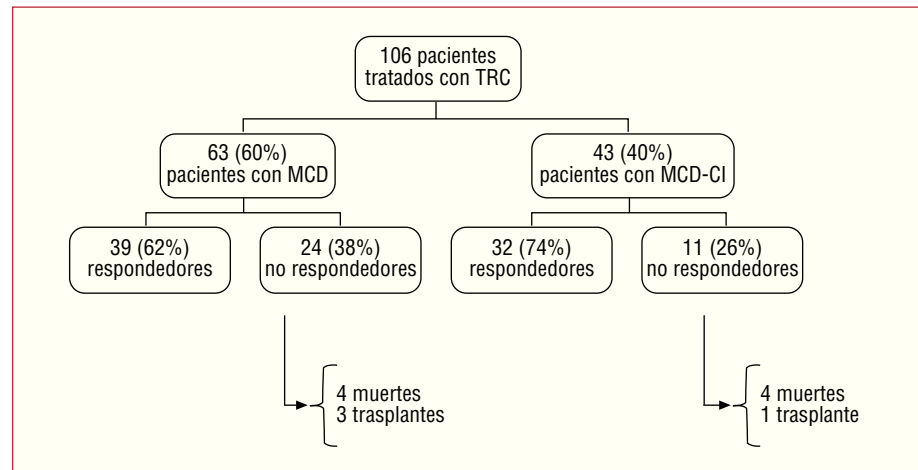 106 pacientes
tratados con TRC
63 (60%)
pacientes con MCD
43 (40%)
pacientes con MCD-CI
39 (62%)
respondedores
24 (38%)
no respondedores
32 (74%)
respondedores
11 (26%)
no respondedores
4 muertes
3 trasplantes
4 muertes
1 trasplante